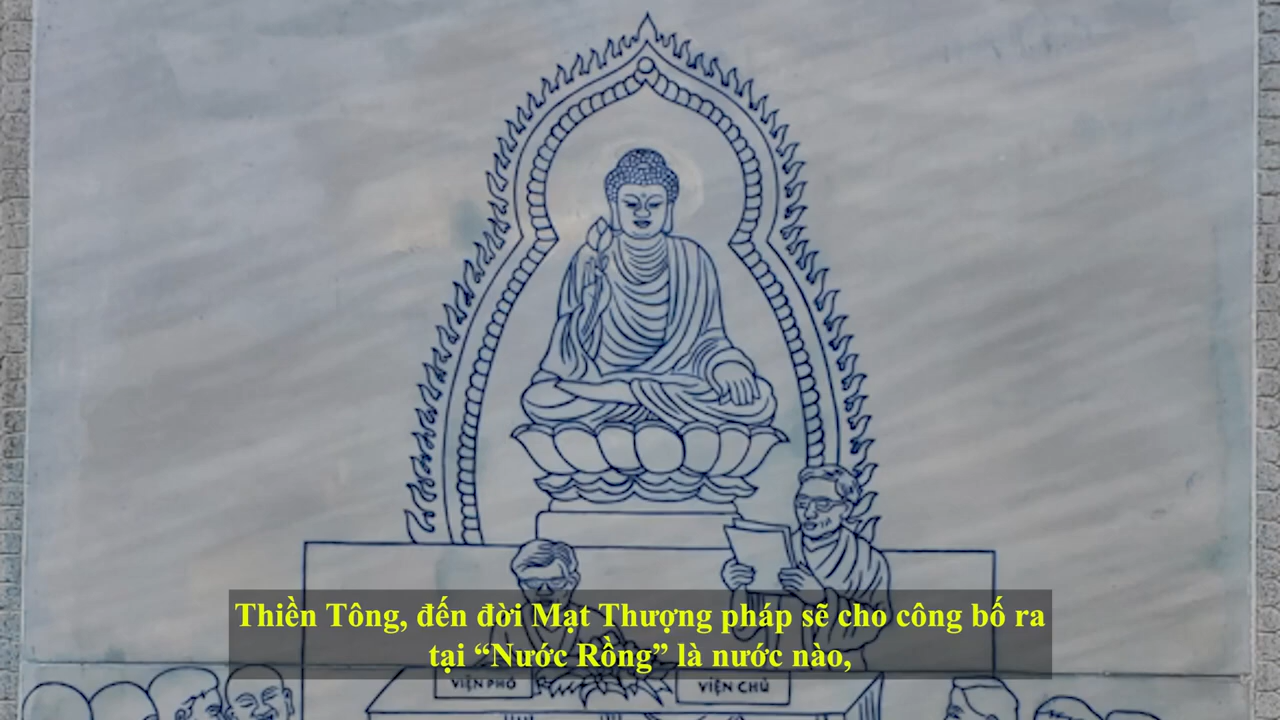 Thiền Tông, đến đời Mạt Thượng pháp sẽ cho công bố ra
tại “Nước Rồng” là nước nào,
VIỆN PHÓ
VIỆN CHỦ